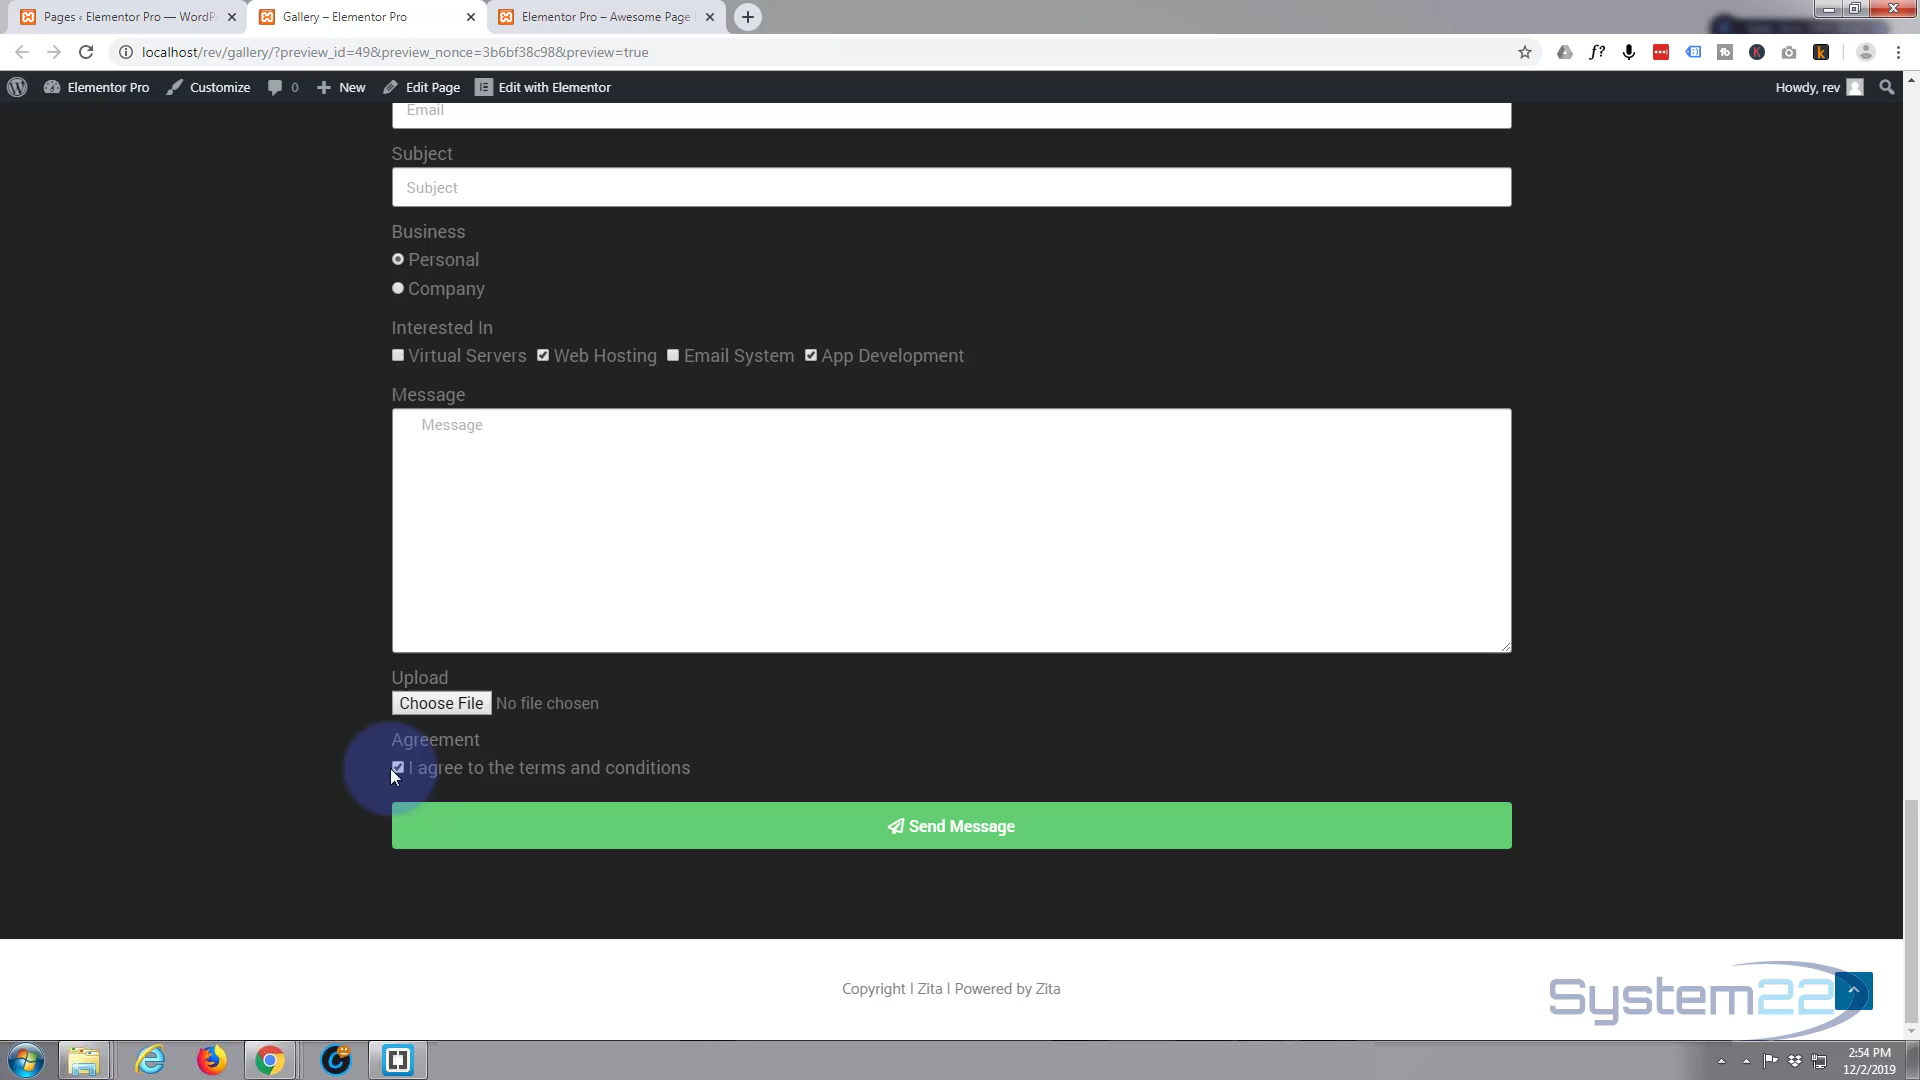 Pages ‹ Elementor Pro — WordP
Gallery – Elementor Pro
Elementor Pro – Awesome Page
localhost/rev/gallery/?preview_id=49&preview_nonce=3b6bf38c98&preview=true
Elementor Pro
Customize
0
New
Edit Page
Edit with Elementor
Howdy, rev
Email
Subject
Subject
Business
Personal
Company
Interested In
Virtual Servers Web Hosting Email System App Development
Message
Message
Upload
Choose File No file chosen
Agreement
I agree to the terms and conditions
Send Message
Copyright | Zita | Powered by Zita
System22
2:54 PM
12/2/2019